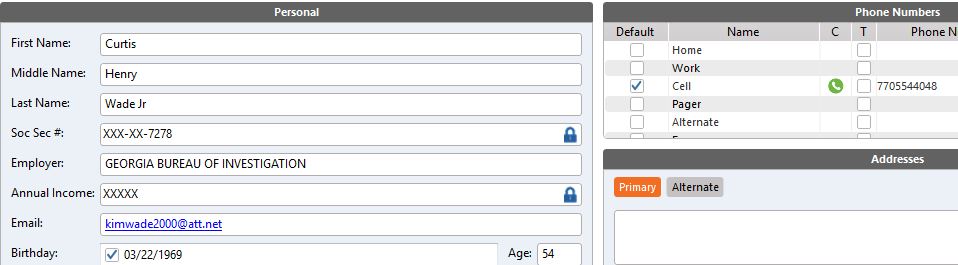 Personal
First Name: Curtis
Middle Name: Henry
Last Name: Wade Jr
Soc Sec #: XXX-XX-7278
Employer: GEORGIA BUREAU OF INVESTIGATION
Annual Income: XXXXX
Email: kimwade2000@att.net
Birthday: 03/22/1969 Age: 54
Phone Numbers
Default Name C T Phone N
Home
Work
Cell 7705544048
Pager
Alternate
Addresses
Primary Alternate